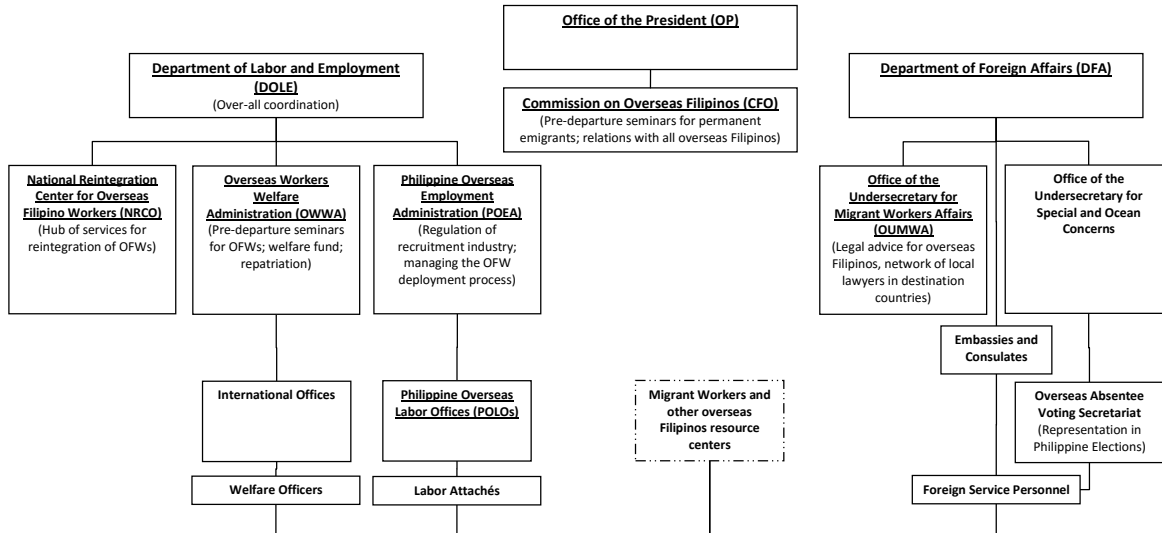 Office of the President (OP)
Department of Labor and Employment
(DOLE)
(Over-all coordination)
Department of Foreign Affairs (DFA)
Commission on Overseas Filipinos (CFO)
(Pre-departure seminars for permanent
emigrants; relations with all overseas Filipinos)
National Reintegration
Center for Overseas
Filipino Workers (NRCO)
(Hub of services for
reintegration of OFWs)
Overseas Workers
Welfare
Administration (OWWA)
(Pre-departure seminars
for OFWs; welfare fund;
repatriation)
Philippine Overseas
Employment
Administration (POEA)
(Regulation of
recruitment industry;
managing the OFW
deployment process)
Office of the
Undersecretary for
Migrant Workers Affairs
(OUMWA)
(Legal advice for overseas
Filipinos, network of local
lawyers in destination
countries)
Office of the
Undersecretary for
Special and Ocean
Concerns
Embassies and
Consulates
International Offices
Philippine Overseas
Labor Offices (POLOs)
Migrant Workers and
other overseas
Filipinos resource
centers
Overseas Absentee
Voting Secretariat
(Representation in
Philippine Elections)
Welfare Officers
Labor Attachés
Foreign Service Personnel